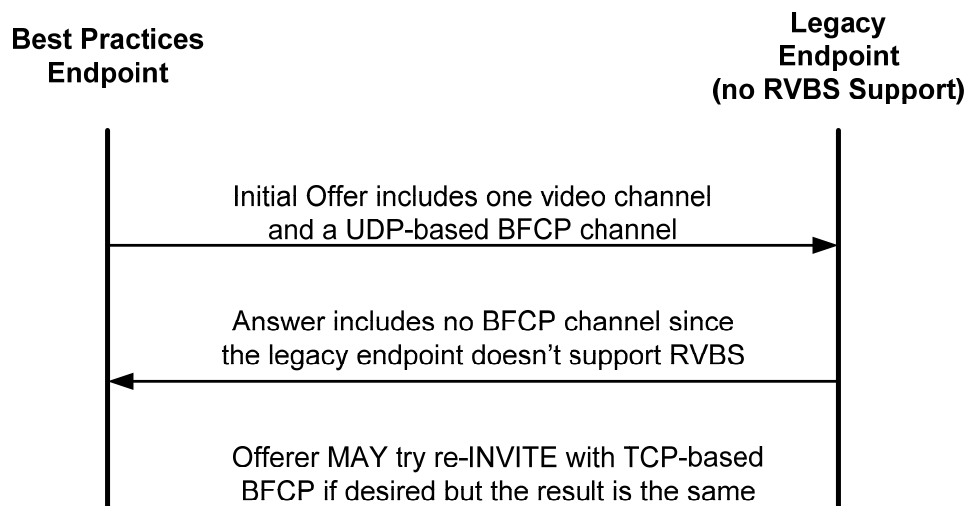 Best Practices
Endpoint
Legacy
Endpoint
(no RVBS Support)
Initial Offer includes one video channel
and a UDP-based BFCP channel
Answer includes no BFCP channel since
the legacy endpoint doesn't support RVBS
Offerer MAY try re-INVITE with TCP-based
BFCP if desired but the result is the same